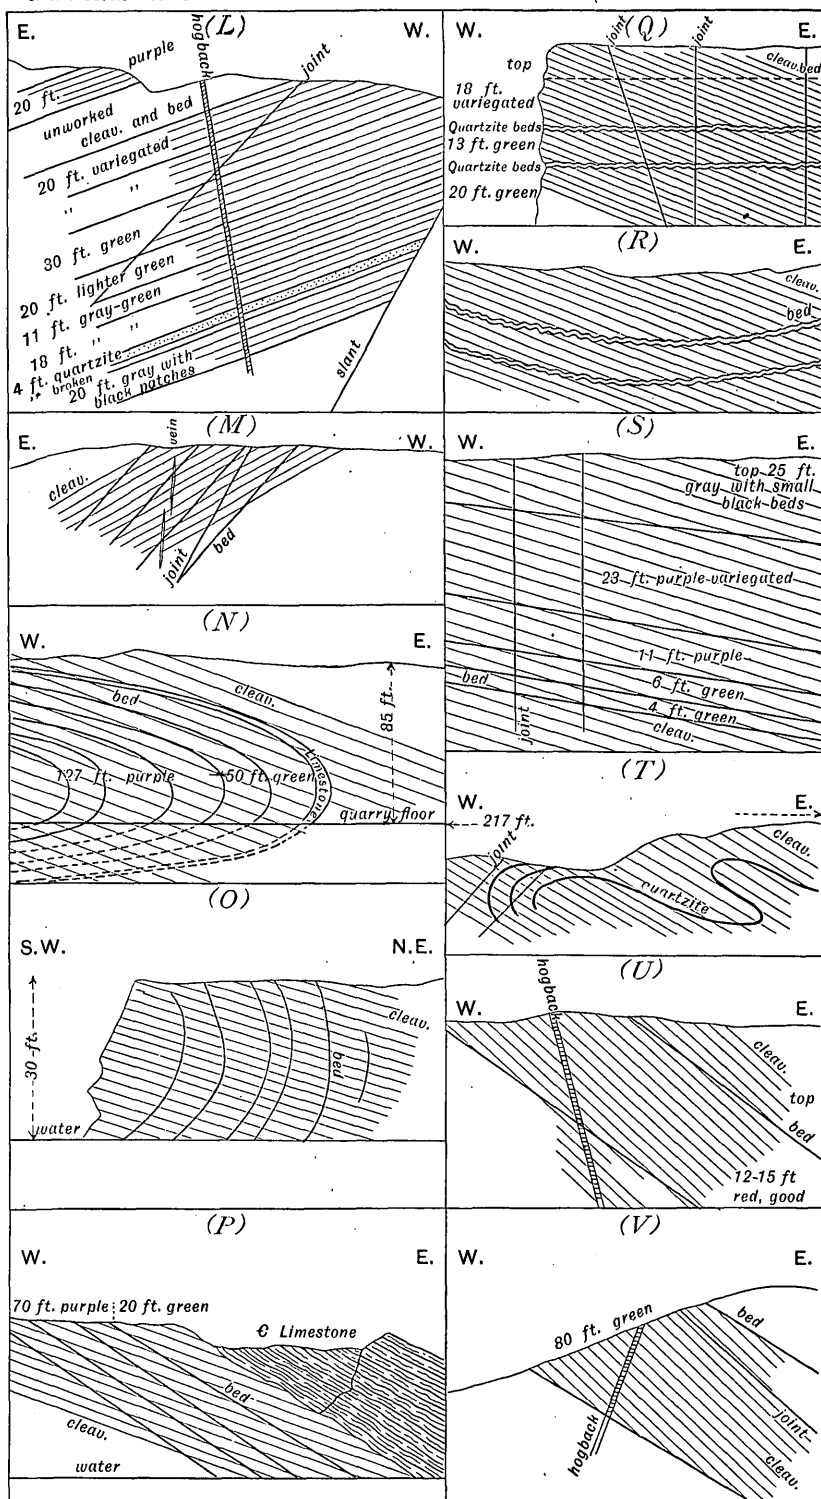 (L)
E.
W.
purple
hogback
joint
20 ft.
unworked
cleav. and bed
20 ft. variegated
" "
30 ft. green
20 ft. lighter green
11 ft. gray-green
18 ft. " "
4 ft. quartzite
" broken
20 ft. gray with
black patches
slant
(M)
E.
W.
vein
cleav.
joint
bed
(N)
W.
E.
bed
cleav.
85 ft.
127 ft. purple
50 ft. green
Limestone
quarry floor
(O)
S.W.
N.E.
30 ft.
cleav.
bed
water
(P)
W.
E.
70 ft. purple
20 ft. green
Є Limestone
bed
cleav.
water
(Q)
W.
E.
joint
joint
top
cleav.
bed
18 ft.
variegated
Quartzite beds
13 ft. green
Quartzite beds
20 ft. green
(R)
W.
E.
cleav.
bed
(S)
W.
E.
top 25 ft.
gray with small
black beds
23 ft. purple-variegated
11 ft. purple
bed
6 ft. green
4 ft. green
joint
cleav.
(T)
W.
E.
217 ft.
joint
cleav.
quartzite
(U)
hogback
W.
E.
cleav.
top
bed
12-15 ft
red, good
(V)
W.
E.
80 ft. green
bed
hogback
joint
cleav.